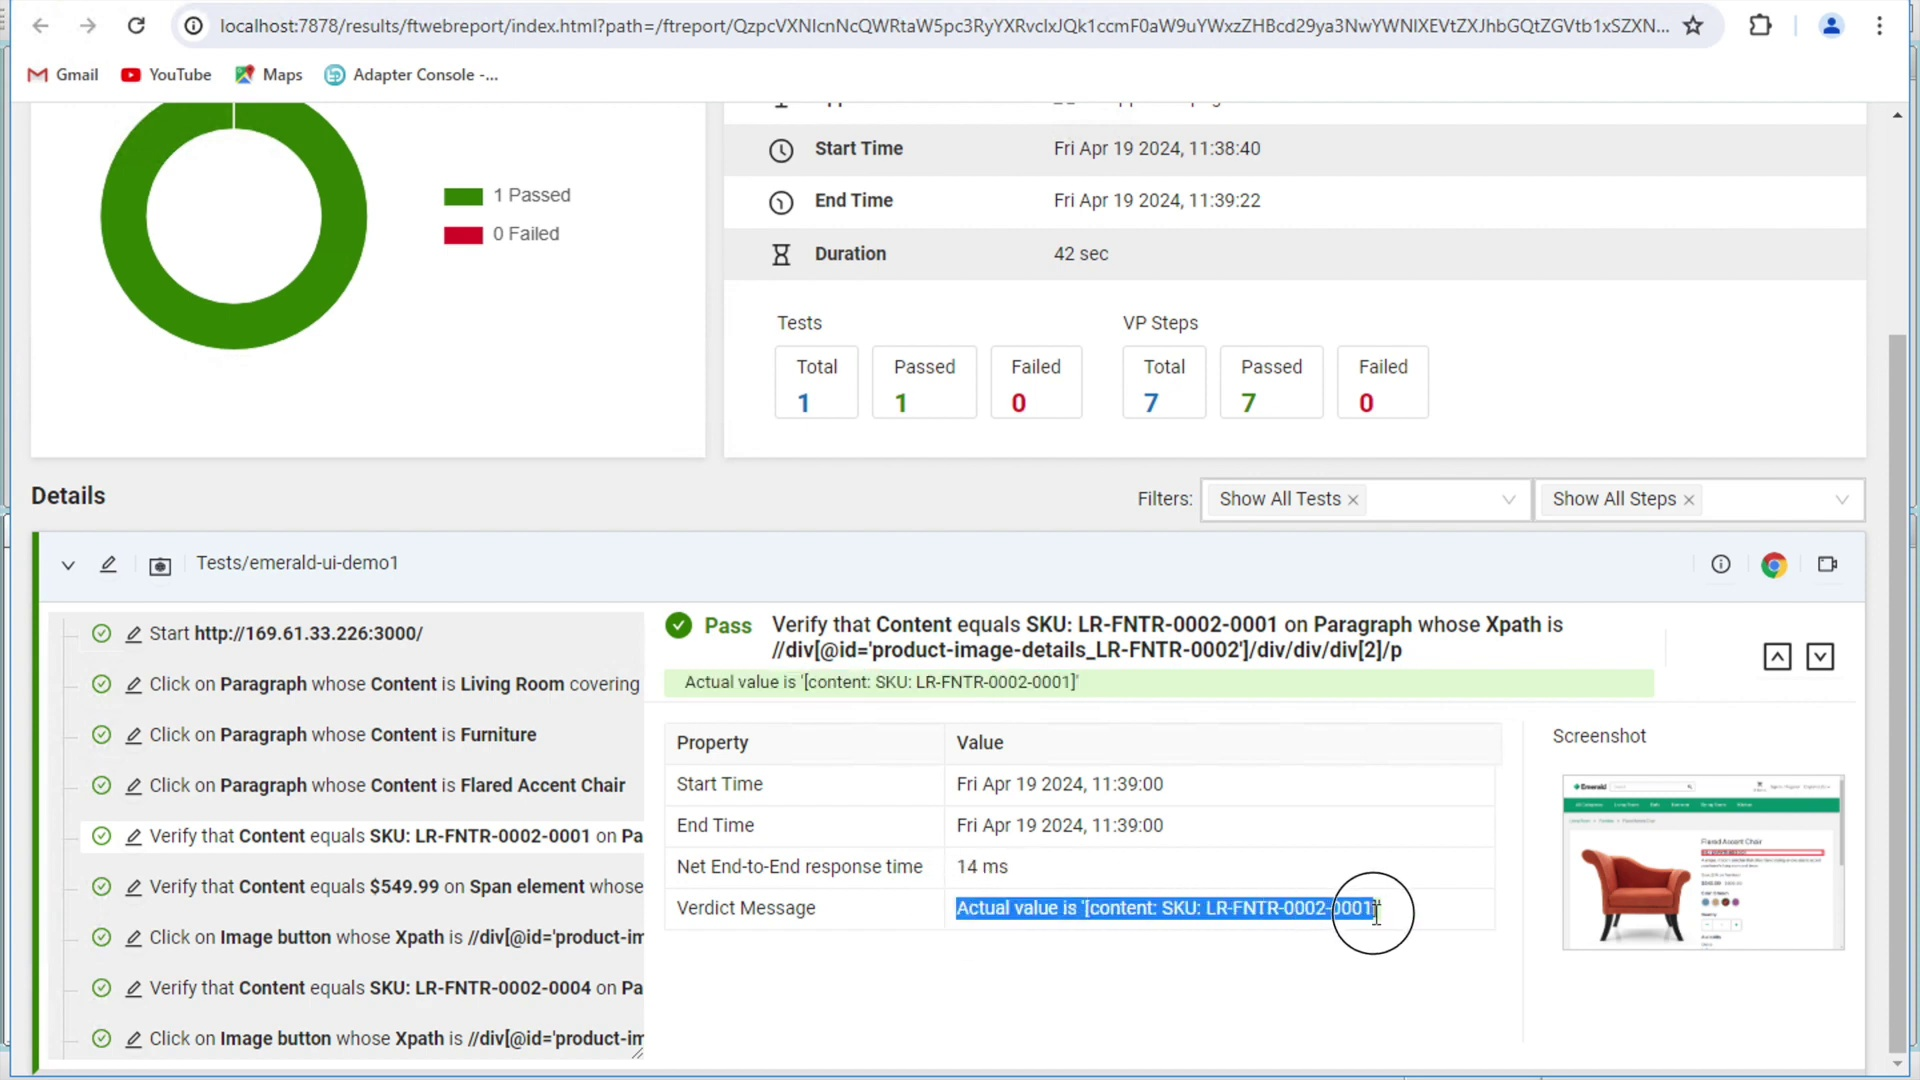 localhost:7878/results/ftwebreport/index.html?path=/ftreport/QzpcVXNlcnNcQWRtaW5pc3RyYXRvclxJQk1ccmF0aW9uYWxzZHBcd29ya3NwYWNlXEVtZXJhbGQtZGVtb1xSZXN...
Gmail
YouTube
Maps
Adapter Console -...
Start Time
Fri Apr 19 2024, 11:38:40
1 Passed
End Time
Fri Apr 19 2024, 11:39:22
0 Failed
Duration
42 sec
Tests
VP Steps
Total
Passed
Failed
Total
Passed
Failed
1
1
0
7
7
0
Details
Filters:
Show All Tests
Show All Steps
Tests/emerald-ui-demo1
Start http://169.61.33.226:3000/
Click on Paragraph whose Content is Living Room covering
Click on Paragraph whose Content is Furniture
Click on Paragraph whose Content is Flared Accent Chair
Verify that Content equals SKU: LR-FNTR-0002-0001 on Pa
Verify that Content equals $549.99 on Span element whose
Click on Image button whose Xpath is //div[@id='product-im
Verify that Content equals SKU: LR-FNTR-0002-0004 on Pa
Click on Image button whose Xpath is //div[@id='product-im
Pass
Verify that Content equals SKU: LR-FNTR-0002-0001 on Paragraph whose Xpath is
//div[@id='product-image-details_LR-FNTR-0002']/div/div/div[2]/p
Actual value is '[content: SKU: LR-FNTR-0002-0001]'
Property
Value
Start Time
Fri Apr 19 2024, 11:39:00
End Time
Fri Apr 19 2024, 11:39:00
Net End-to-End response time
14 ms
Verdict Message
Actual value is '[content: SKU: LR-FNTR-0002-0001]'
Screenshot
Emerald
Flared Accent Chair